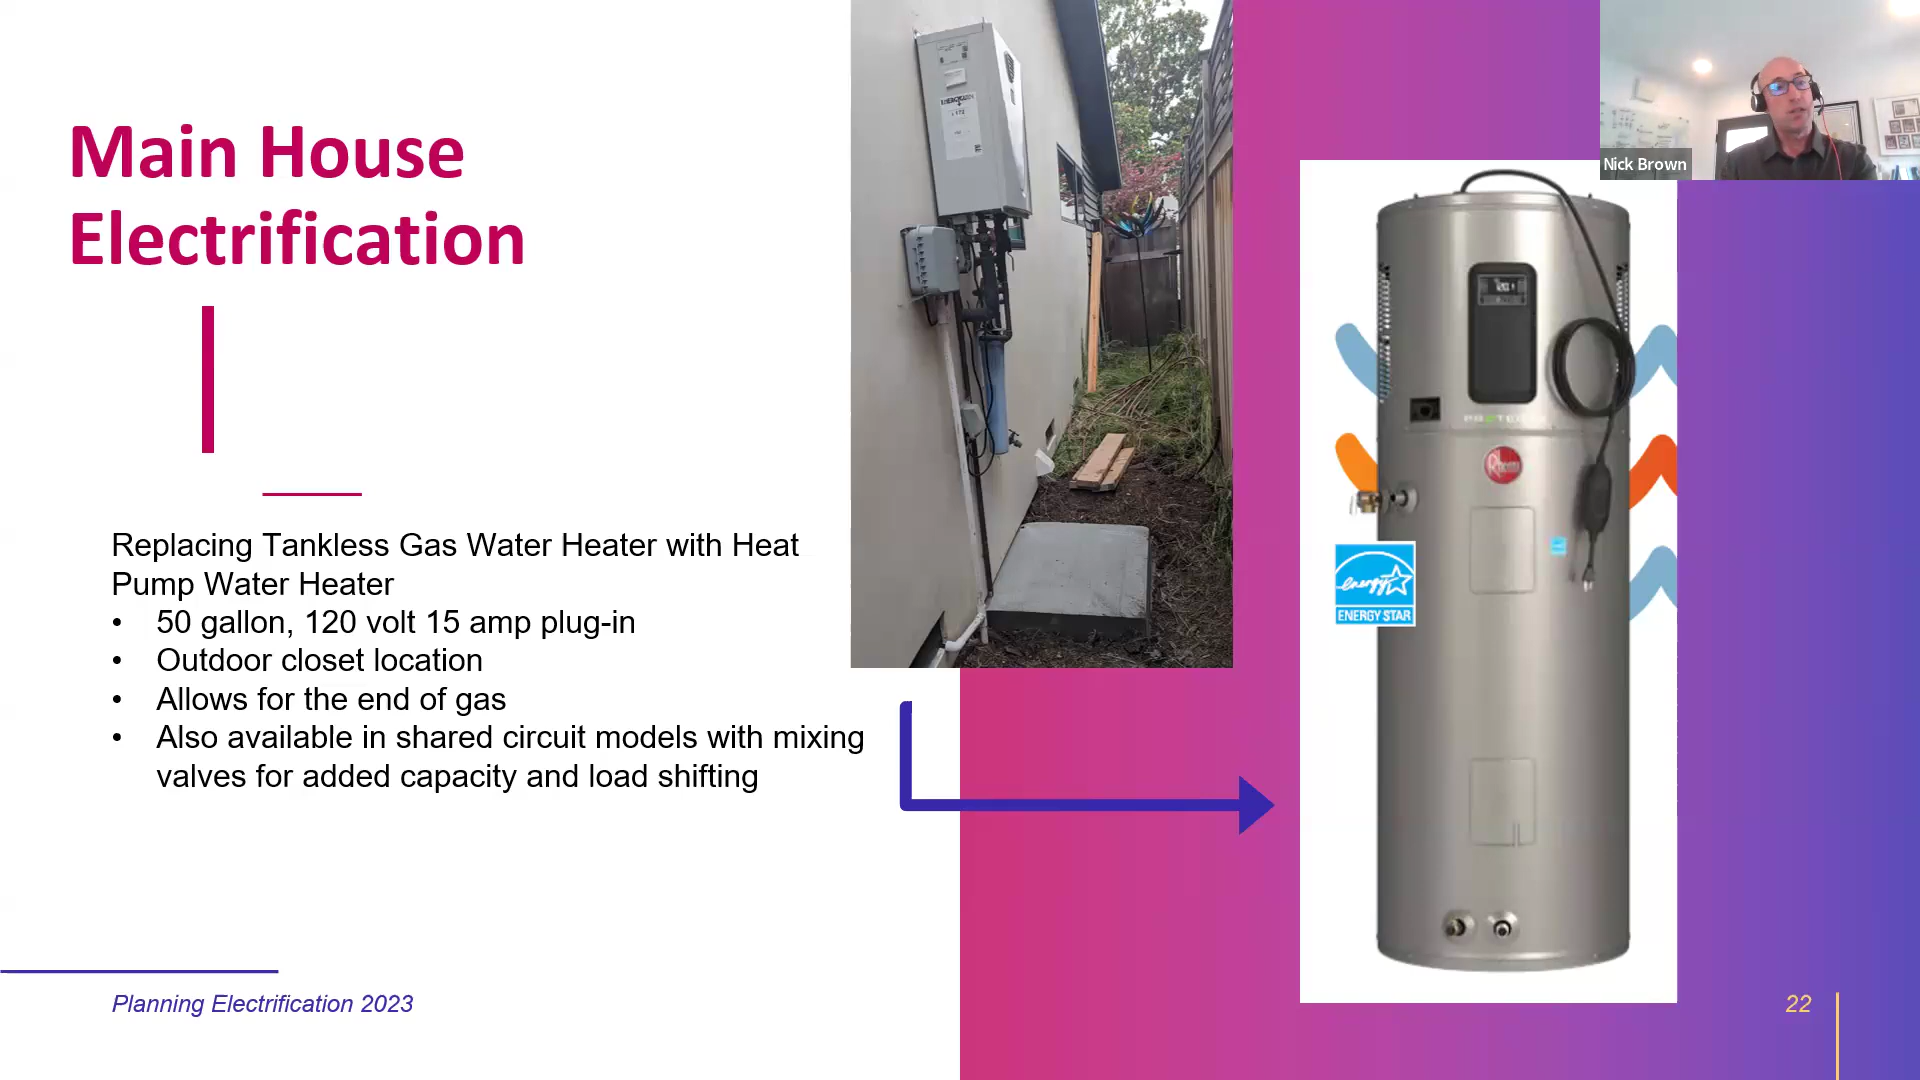 Main House
Electrification
Replacing Tankless Gas Water Heater with Heat
Pump Water Heater
• 50 gallon, 120 volt 15 amp plug-in
• Outdoor closet location
• Allows for the end of gas
• Also available in shared circuit models with mixing
valves for added capacity and load shifting
Planning Electrification 2023
Rheem
energy
ENERGY STAR
Nick Brown
22